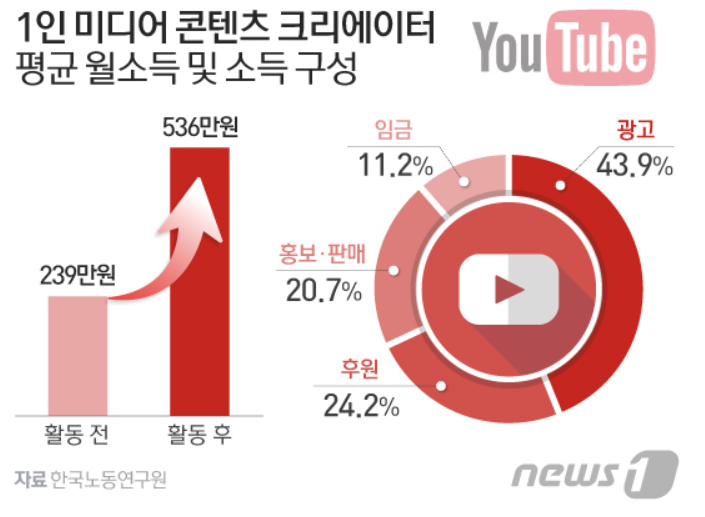 1인 미디어 콘텐츠 크리에이터
평균 월소득 및 소득 구성
YouTube
536만원
239만원
활동 전
활동 후
임금
11.2%
광고
43.9%
홍보·판매
20.7%
후원
24.2%
자료 한국노동연구원
news1